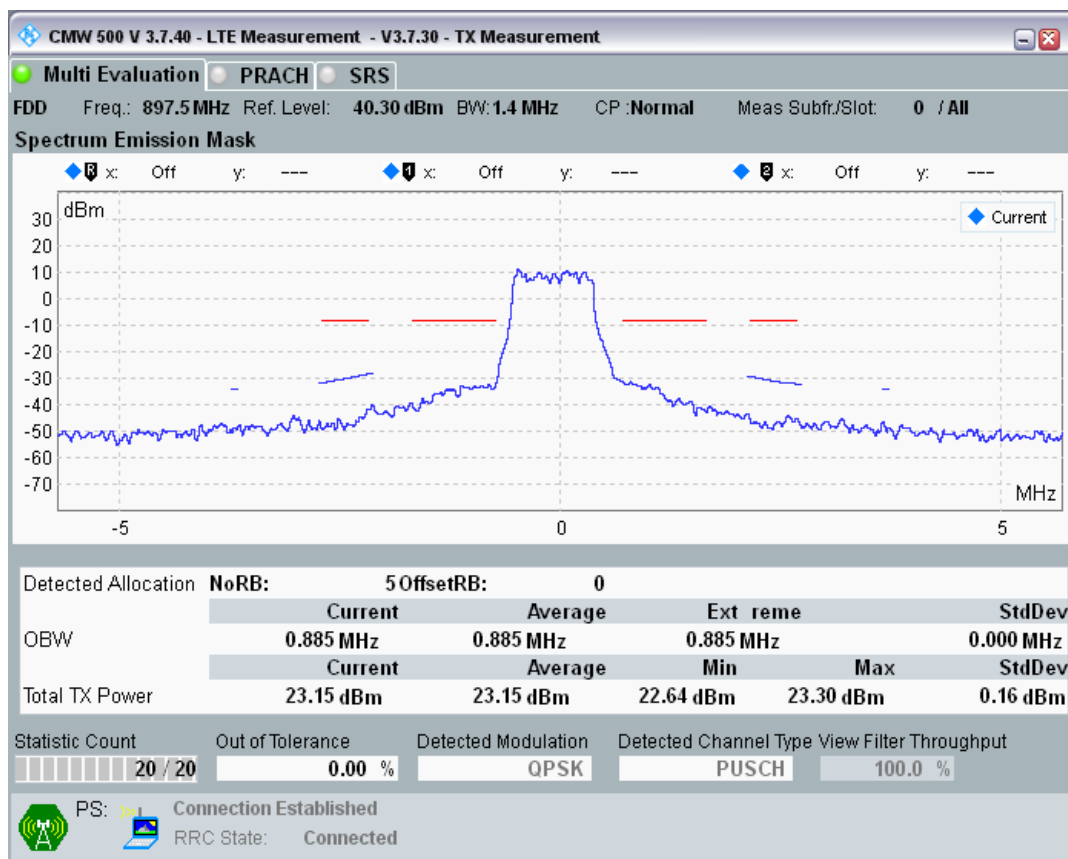 CMW 500 V 3.7.40 - LTE Measurement - V3.7.30 - TX Measurement
Multi Evaluation PRACH SRS
FDD Freq.: 897.5 MHz Ref. Level: 40.30 dBm BW: 1.4 MHz CP :Normal Meas Subfr./Slot: 0 / All
Spectrum Emission Mask
R x: Off y: --- 1 x: Off y: --- 2 x: Off y: ---
dBm
Current
30
20
10
0
-10
-20
-30
-40
-50
-60
-70
MHz
-5 0 5
Detected Allocation NoRB: 5 OffsetRB: 0
Current Average Ext reme StdDev
OBW 0.885 MHz 0.885 MHz 0.885 MHz 0.000 MHz
Current Average Min Max StdDev
Total TX Power 23.15 dBm 23.15 dBm 22.64 dBm 23.30 dBm 0.16 dBm
Statistic Count Out of Tolerance Detected Modulation Detected Channel Type View Filter Throughput
20 / 20 0.00 % QPSK PUSCH 100.0 %
PS: Connection Established
RRC State: Connected